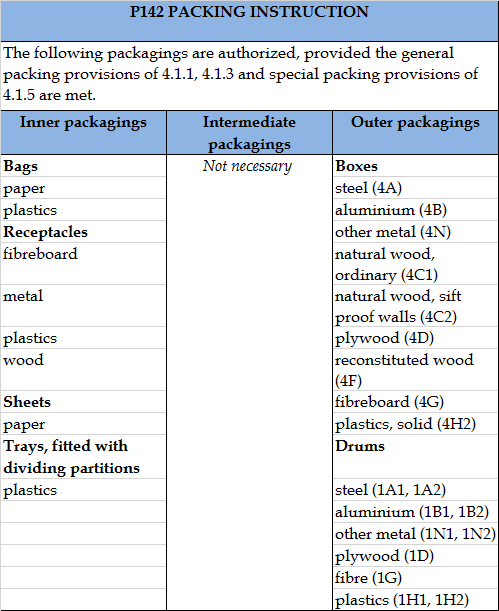 P142 PACKING INSTRUCTION
The following packagings are authorized, provided the general
packing provisions of 4.1.1, 4.1.3 and special packing provisions of
4.1.5 are met.
Inner packagings
Intermediate
packagings
Outer packagings
Bags
Not necessary
Boxes
paper
steel (4A)
plastics
aluminium (4B)
Receptacles
other metal (4N)
fibreboard
natural wood,
ordinary (4C1)
metal
natural wood, sift
proof walls (4C2)
plastics
plywood (4D)
wood
reconstituted wood
(4F)
Sheets
fibreboard (4G)
paper
plastics, solid (4H2)
Trays, fitted with
dividing partitions
Drums
plastics
steel (1A1, 1A2)
aluminium (1B1, 1B2)
other metal (1N1, 1N2)
plywood (1D)
fibre (1G)
plastics (1H1, 1H2)